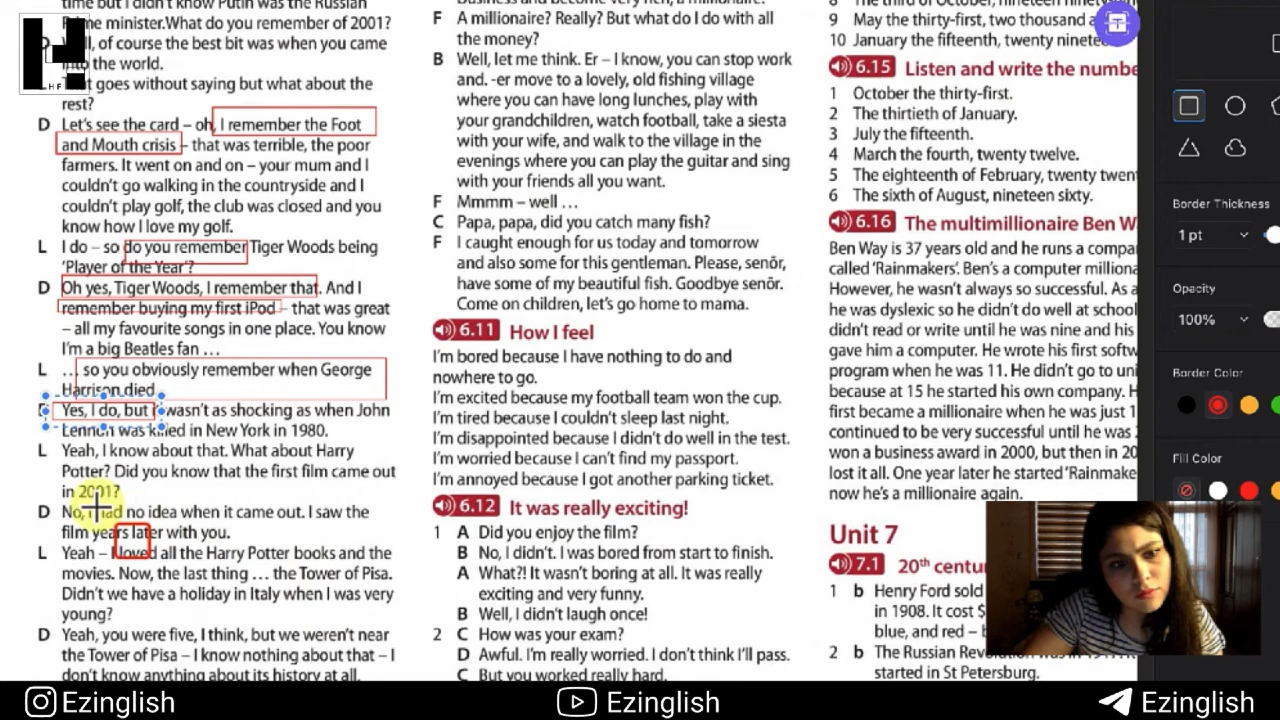 time but I didn't know Putin was the Russian
Prime minister.What do you remember of 2001?
Well, of course the best bit was when you came
into the world.
That goes without saying but what about the
rest?
D Let's see the card – oh, I remember the Foot
and Mouth crisis – that was terrible, the poor
farmers. It went on and on – your mum and I
couldn't go walking in the countryside and I
couldn't play golf, the club was closed and you
know how I love my golf.
L I do – so do you remember Tiger Woods being
'Player of the Year'?
D Oh yes, Tiger Woods, I remember that. And I
remember buying my first iPod – that was great
– all my favourite songs in one place. You know
I'm a big Beatles fan …
L … so you obviously remember when George
Harrison died
Yes, I do, but it wasn't as shocking as when John
Lennon was killed in New York in 1980.
L Yeah, I know about that. What about Harry
Potter? Did you know that the first film came out
in 2001?
D No, I had no idea when it came out. I saw the
film years later with you.
L Yeah – I loved all the Harry Potter books and the
movies. Now, the last thing … the Tower of Pisa.
Didn't we have a holiday in Italy when I was very
young?
D Yeah, you were five, I think, but we weren't near
the Tower of Pisa – I know nothing about that – I
don't know anything about its history at all.
Business and become very rich, a millionaire.
F A millionaire? Really? But what do I do with all
the money?
B Well, let me think. Er – I know, you can stop work
and. -er move to a lovely, old fishing village
where you can have long lunches, play with
your grandchildren, watch football, take a siesta
with your wife, and walk to the village in the
evenings where you can play the guitar and sing
with your friends all you want.
F Mmmm – well …
C Papa, papa, did you catch many fish?
F I caught enough for us today and tomorrow
and also some for this gentleman. Please, senōr,
have some of my beautiful fish. Goodbye senōr.
Come on children, let's go home to mama.
6.11 How I feel
I'm bored because I have nothing to do and
nowhere to go.
I'm excited because my football team won the cup.
I'm tired because I couldn't sleep last night.
I'm disappointed because I didn't do well in the test.
I'm worried because I can't find my passport.
I'm annoyed because I got another parking ticket.
6.12 It was really exciting!
1 A Did you enjoy the film?
B No, I didn't. I was bored from start to finish.
A What?! It wasn't boring at all. It was really
exciting and very funny.
B Well, I didn't laugh once!
2 C How was your exam?
D Awful. I'm really worried. I don't think I'll pass.
C But you worked really hard.
8 The third of October, nineteen
9 May the thirty-first, two thousand
10 January the fifteenth, twenty
6.15 Listen and write the numbe
1 October the thirty-first.
2 The thirtieth of January.
3 July the fifteenth.
4 March the fourth, twenty twelve.
5 The eighteenth of February, twenty twen
6 The sixth of August, nineteen sixty.
6.16 The multimillionaire Ben W
Ben Way is 37 years old and he runs a compa
called 'Rainmakers'. Ben's a computer milliona
However, he wasn't always so successful. As a
he was dyslexic so he didn't do well at school
didn't read or write until he was nine and his
gave him a computer. He wrote his first softw
program when he was 11. He didn't go to uni
because at 15 he started his own company. H
first became a millionaire when he was just 1
continued to be very successful until he was
won a business award in 2000, but then in 20
lost it all. One year later he started 'Rainmake
now he's a millionaire again.
Unit 7
7.1 20th centu
1 b Henry Ford sold
in 1908. It cost $
blue, and red – b
2 b The Russian Revolution was in
started in St Petersburg.
Border Thickness
1 pt
Opacity
100%
Border Color
Fill Color
H F
Ezinglish
Ezinglish
Ezinglish